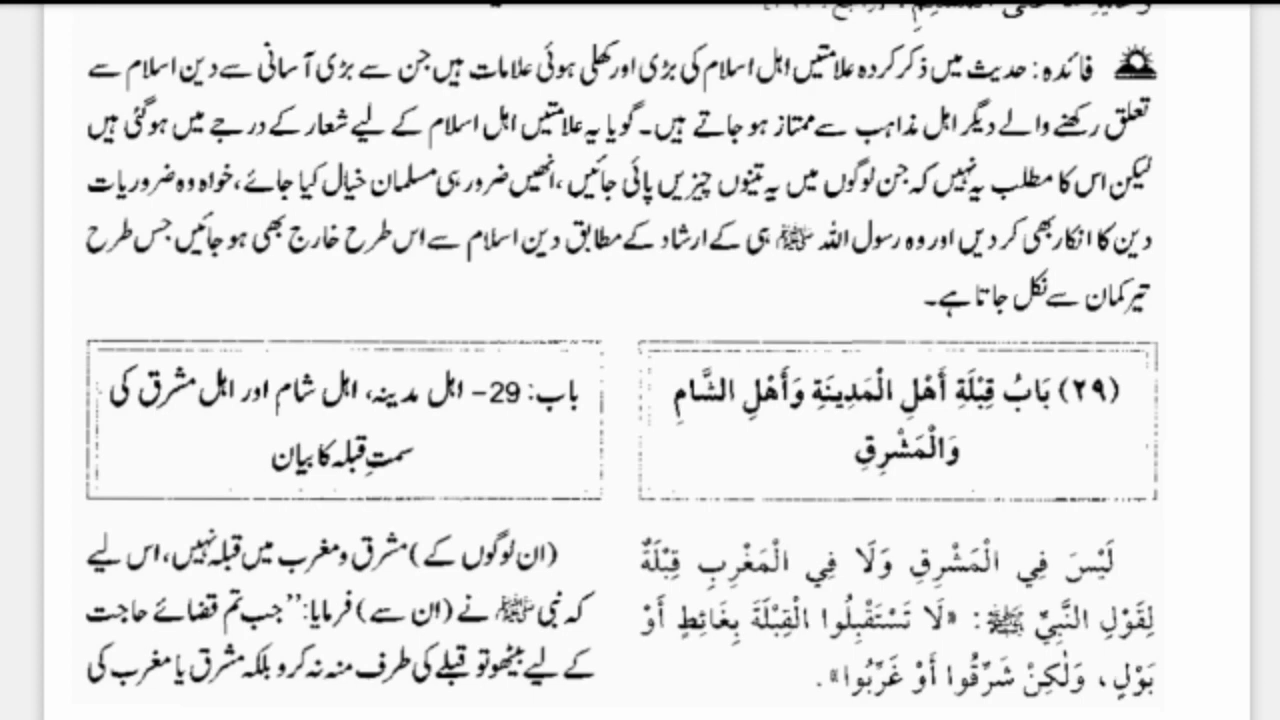 فائدہ: حدیث میں ذکر کردہ علامتیں اہل اسلام کی بڑی اور کھلی ہوئی علامات ہیں جن سے بڑی آسانی سے دین اسلام سے
تعلق رکھنے والے دیگر اہل مذاہب سے ممتاز ہو جاتے ہیں۔ گویا یہ علامتیں اہل اسلام کے لیے شعار کے درجے میں ہوگئی ہیں
لیکن اس کا مطلب یہ نہیں کہ جن لوگوں میں یہ تینوں چیزیں پائی جائیں، انھیں ضرور ہی مسلمان خیال کیا جائے، خواہ وہ ضروریات
دین کا انکار بھی کر دیں اور وہ رسول اللہ ﷺ ہی کے ارشاد کے مطابق دین اسلام سے اس طرح خارج بھی ہو جائیں جس طرح
تیر کمان سے نکل جاتا ہے۔
(٢٩) بَابُ قِبْلَةِ أَهْلِ الْمَدِينَةِ وَأَهْلِ الشَّامِ
وَالْمَشْرِقِ
باب: 29- اہل مدینہ، اہل شام اور اہل مشرق کی
سمتِ قبلہ کا بیان
لَيْسَ فِي الْمَشْرِقِ وَلَا فِي الْمَغْرِبِ قِبْلَةٌ
لِقَوْلِ النَّبِيِّ ﷺ: «لَا تَسْتَقْبِلُوا الْقِبْلَةَ بِغَائِطٍ أَوْ
بَوْلٍ، وَلٰكِنْ شَرِّقُوا أَوْ غَرِّبُوا».
(ان لوگوں کے) مشرق و مغرب میں قبلہ نہیں، اس لیے
کہ نبی ﷺ نے (ان سے) فرمایا: ”جب تم قضائے حاجت
کے لیے بیٹھو تو قبلے کی طرف منہ نہ کرو بلکہ مشرق یا مغرب کی